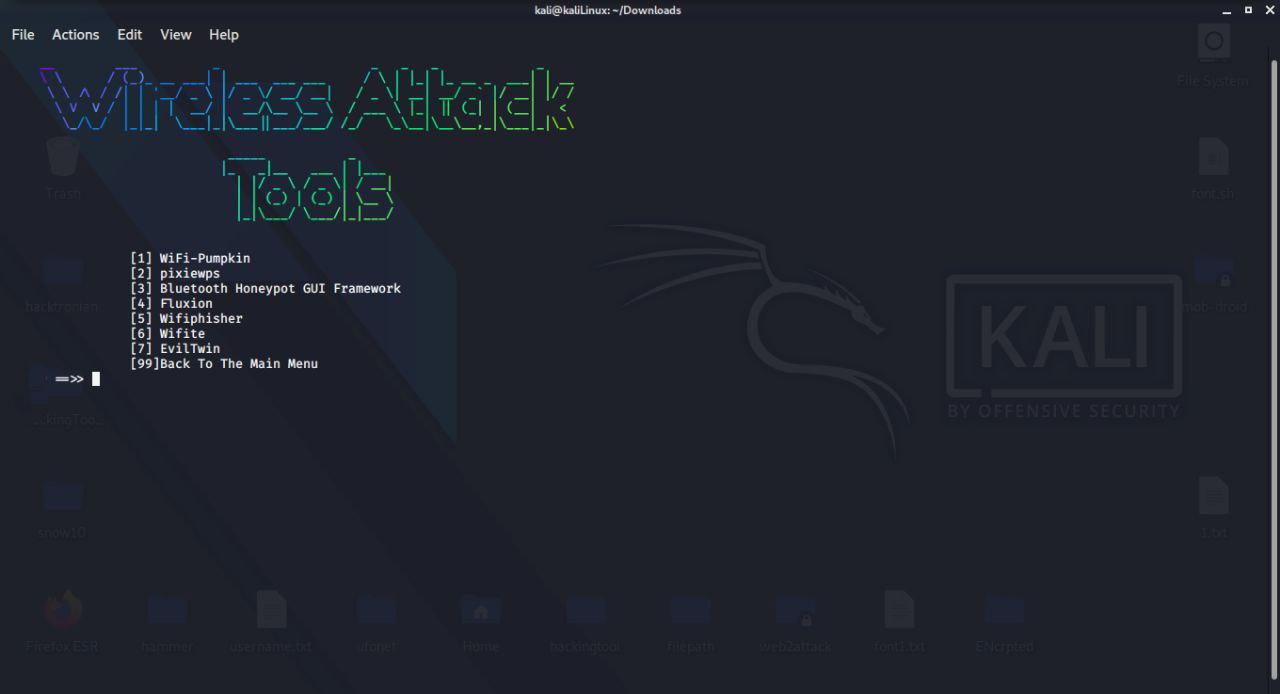 kali@kaliLinux: ~/Downloads
File Actions Edit View Help
Wireless Attack
Tools
[1] WiFi-Pumpkin
[2] pixiewps
[3] Bluetooth Honeypot GUI Framework
[4] Fluxion
[5] Wifiphisher
[6] Wifite
[7] EvilTwin
[99]Back To The Main Menu
==>>
File System
Trash
font.sh
hacktronien
mob-droid
KALI
BY OFFENSIVE SECURITY
...ckingToo...
snow10
1.txt
Firefox ESR
hammer
username.txt
ufonet
Home
hackingtool
filepath
web2attack
font1.txt
ENcrpted